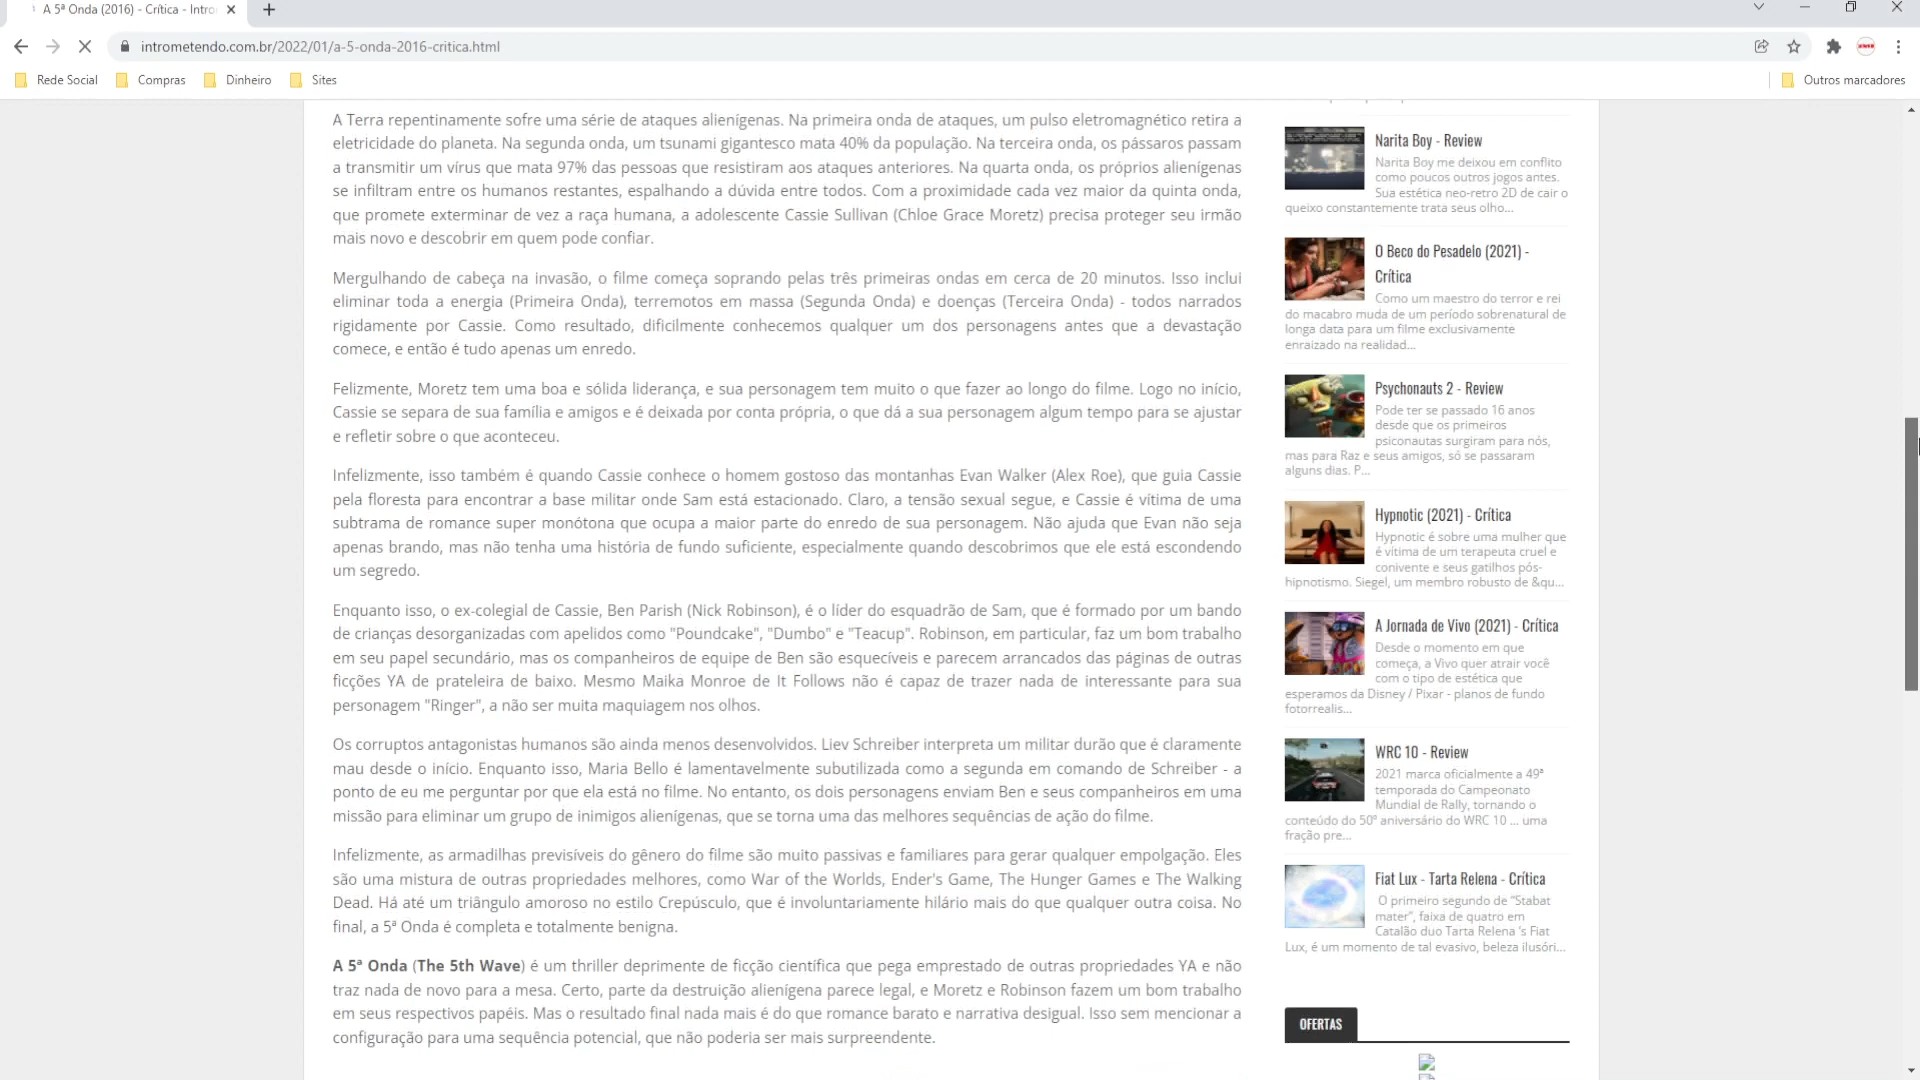 A 5ª Onda (2016) - Crítica - Intro
intrometendo.com.br/2022/01/a-5-onda-2016-critica.html
Rede Social
Compras
Dinheiro
Sites
Outros marcadores
A Terra repentinamente sofre uma série de ataques alienígenas. Na primeira onda de ataques, um pulso eletromagnético retira a
eletricidade do planeta. Na segunda onda, um tsunami gigantesco mata 40% da população. Na terceira onda, os pássaros passam
a transmitir um vírus que mata 97% das pessoas que resistiram aos ataques anteriores. Na quarta onda, os próprios alienígenas
se infiltram entre os humanos restantes, espalhando a dúvida entre todos. Com a proximidade cada vez maior da quinta onda,
que promete exterminar de vez a raça humana, a adolescente Cassie Sullivan (Chloe Grace Moretz) precisa proteger seu irmão
mais novo e descobrir em quem pode confiar.
Mergulhando de cabeça na invasão, o filme começa soprando pelas três primeiras ondas em cerca de 20 minutos. Isso inclui
eliminar toda a energia (Primeira Onda), terremotos em massa (Segunda Onda) e doenças (Terceira Onda) - todos narrados
rigidamente por Cassie. Como resultado, dificilmente conhecemos qualquer um dos personagens antes que a devastação
comece, e então é tudo apenas um enredo.
Felizmente, Moretz tem uma boa e sólida liderança, e sua personagem tem muito o que fazer ao longo do filme. Logo no início,
Cassie se separa de sua família e amigos e é deixada por conta própria, o que dá a sua personagem algum tempo para se ajustar
e refletir sobre o que aconteceu.
Infelizmente, isso também é quando Cassie conhece o homem gostoso das montanhas Evan Walker (Alex Roe), que guia Cassie
pela floresta para encontrar a base militar onde Sam está estacionado. Claro, a tensão sexual segue, e Cassie é vítima de uma
subtrama de romance super monótona que ocupa a maior parte do enredo de sua personagem. Não ajuda que Evan não seja
apenas brando, mas não tenha uma história de fundo suficiente, especialmente quando descobrimos que ele está escondendo
um segredo.
Enquanto isso, o ex-colegial de Cassie, Ben Parish (Nick Robinson), é o líder do esquadrão de Sam, que é formado por um bando
de crianças desorganizadas com apelidos como "Poundcake", "Dumbo" e "Teacup". Robinson, em particular, faz um bom trabalho
em seu papel secundário, mas os companheiros de equipe de Ben são esquecíveis e parecem arrancados das páginas de outras
ficções YA de prateleira de baixo. Mesmo Maika Monroe de It Follows não é capaz de trazer nada de interessante para sua
personagem "Ringer", a não ser muita maquiagem nos olhos.
Os corruptos antagonistas humanos são ainda menos desenvolvidos. Liev Schreiber interpreta um militar durão que é claramente
mau desde o início. Enquanto isso, Maria Bello é lamentavelmente subutilizada como a segunda em comando de Schreiber - a
ponto de eu me perguntar por que ela está no filme. No entanto, os dois personagens enviam Ben e seus companheiros em uma
missão para eliminar um grupo de inimigos alienígenas, que se torna uma das melhores sequências de ação do filme.
Infelizmente, as armadilhas previsíveis do gênero do filme são muito passivas e familiares para gerar qualquer empolgação. Eles
são uma mistura de outras propriedades melhores, como War of the Worlds, Ender's Game, The Hunger Games e The Walking
Dead. Há até um triângulo amoroso no estilo Crepúsculo, que é involuntariamente hilário mais do que qualquer outra coisa. No
final, a 5ª Onda é completa e totalmente benigna.
A 5ª Onda (The 5th Wave) é um thriller deprimente de ficção científica que pega emprestado de outras propriedades YA e não
traz nada de novo para a mesa. Certo, parte da destruição alienígena parece legal, e Moretz e Robinson fazem um bom trabalho
em seus respectivos papéis. Mas o resultado final nada mais é do que romance barato e narrativa desigual. Isso sem mencionar a
configuração para uma sequência potencial, que não poderia ser mais surpreendente.
Narita Boy - Review
Narita Boy me deixou em conflito
como poucos outros jogos antes.
Sua estética neo-retro 2D de cair o
queixo constantemente trata seus olho...
O Beco do Pesadelo (2021) -
Crítica
Como um maestro do terror e rei
do macabro muda de um período sobrenatural de
longa data para um filme exclusivamente
enraizado na realidad...
Psychonauts 2 - Review
Pode ter se passado 16 anos
desde que os primeiros
psiconautas surgiram para nós,
mas para Raz e seus amigos, só se passaram
alguns dias. P...
Hypnotic (2021) - Crítica
Hypnotic é sobre uma mulher que
é vítima de um terapeuta cruel e
conivente e seus gatilhos pós-
hipnotismo. Siegel, um membro robusto de &qu...
A Jornada de Vivo (2021) - Crítica
Desde o momento em que
começa, a Vivo quer atrair você
com o tipo de estética que
esperamos da Disney / Pixar - planos de fundo
fotorrealis...
WRC 10 - Review
2021 marca oficialmente a 49ª
temporada do Campeonato
Mundial de Rally, tornando o
conteúdo do 50º aniversário do WRC 10 ... uma
fração pre...
Fiat Lux - Tarta Relena - Crítica
O primeiro segundo de “Stabat
mater”, faixa de quatro em
Catalão duo Tarta Relena 's Fiat
Lux, é um momento de tal evasivo, beleza ilusóri...
OFERTAS